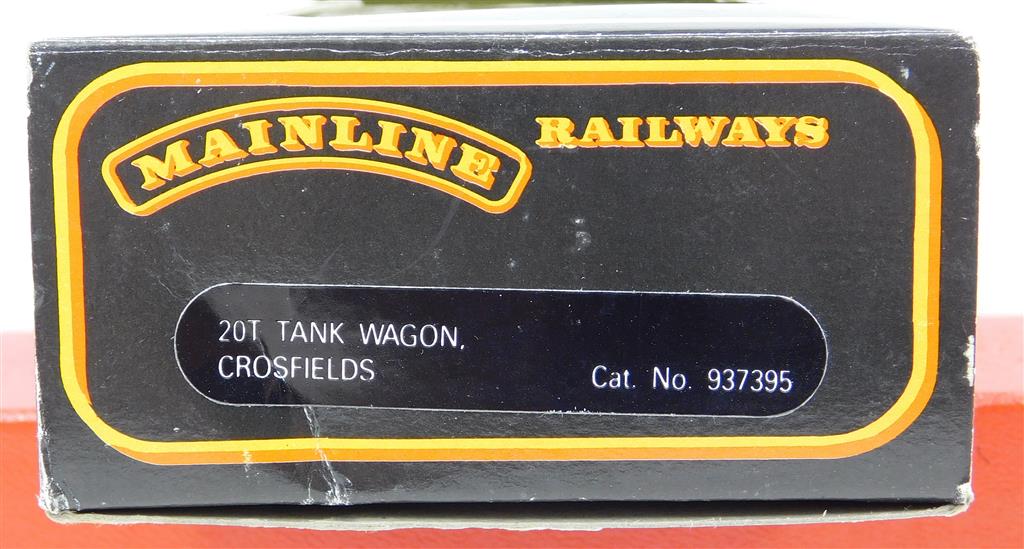 MAINLINE RAILWAYS
20T TANK WAGON,
CROSFIELDS
Cat. No. 937395